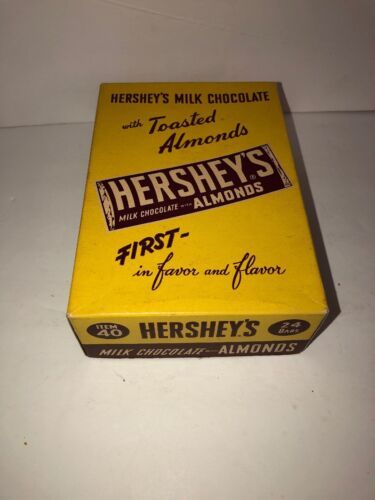 HERSHEY'S MILK CHOCOLATE
with Toasted
Almonds
HERSHEY'S®
MILK CHOCOLATE WITH ALMONDS
FIRST-
in favor and flavor
ITEM 40 HERSHEY'S 24 BARS
MILK CHOCOLATE WITH ALMONDS